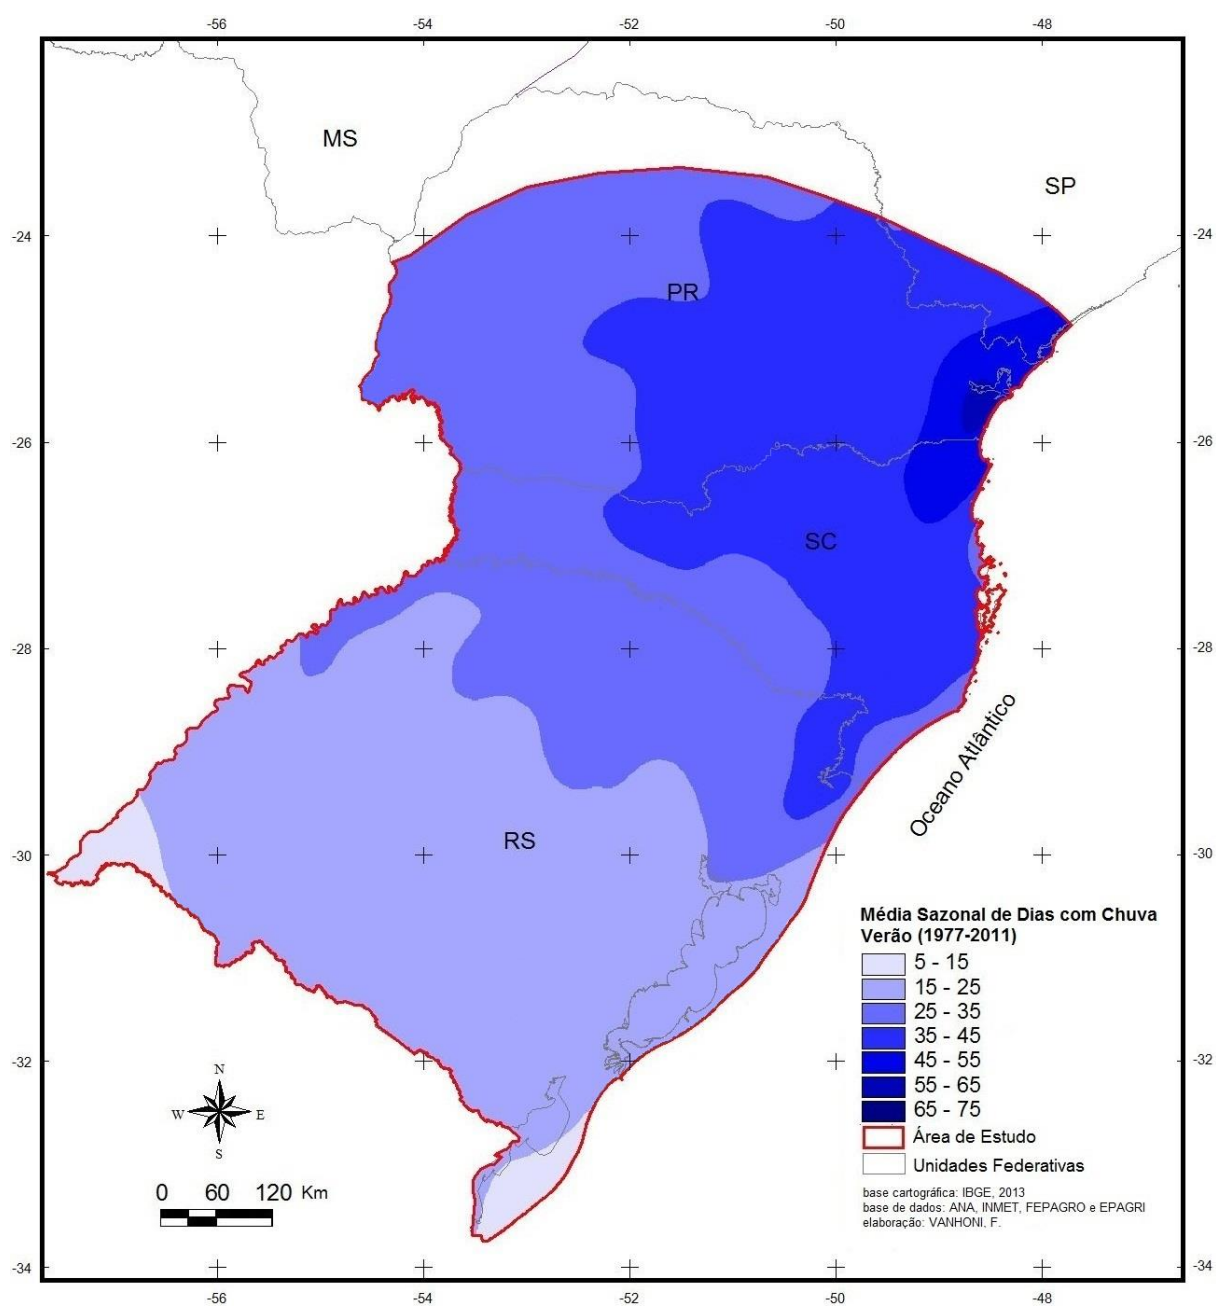 -56 -54 -52 -50 -48
MS
SP
-24 -24
PR
-26 -26
SC
-28 -28
Oceano Atlântico
RS
-30 -30
Média Sazonal de Dias com Chuva
Verão (1977-2011)
5 - 15
15 - 25
25 - 35
35 - 45
45 - 55
55 - 65
65 - 75
Área de Estudo
Unidades Federativas
-32 -32
N
W E
S
0 60 120 Km
base cartográfica: IBGE, 2013
base de dados: ANA, INMET, FEPAGRO e EPAGRI
elaboração: VANHONI, F.
-34 -34
-56 -54 -52 -50 -48